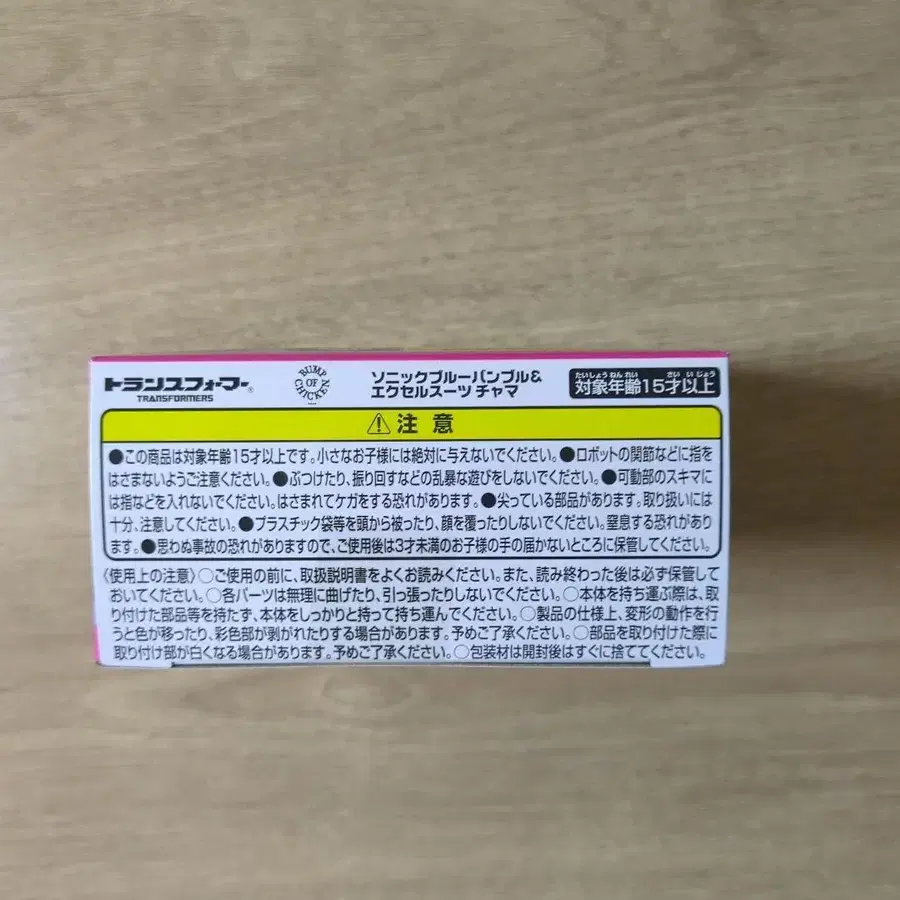 トランスフォーマー®
TRANSFORMERS
BUMP OF CHICKEN
ソニックブルーバンブル&
エクセルスーツ チャマ
たいしょうねんれい さいいじょう
対象年齢15才以上
⚠注意
●この商品は対象年齢15才以上です。小さなお子様には絶対に与えないでください。●ロボットの関節などに指を
はさまないようご注意ください。●ぶつけたり、振り回すなどの乱暴な遊びをしないでください。●可動部のスキマに
は指などを入れないでください。はさまれてケガをする恐れがあります。●尖っている部品があります。取り扱いには
十分、注意してください。●プラスチック袋等を頭から被ったり、顔を覆ったりしないでください。窒息する恐れがあり
ます。●思わぬ事故の恐れがありますので、ご使用後は3才未満のお子様の手の届かないところに保管してください。
〈使用上の注意〉○ご使用の前に、取扱説明書をよくお読みください。また、読み終わった後は必ず保管して
おいてください。○各パーツは無理に曲げたり、引っ張ったりしないでください。○本体を持ち運ぶ際は、取
り付けた部品等を持たず、本体をしっかりと持って持ち運んでください。○製品の仕様上、変形の動作を行
うと色が移ったり、彩色部が剥がれたりする場合があります。予めご了承ください。○部品を取り付けた際に
取り付け部が白くなる場合があります。予めご了承ください。○包装材は開封後はすぐに捨ててください。